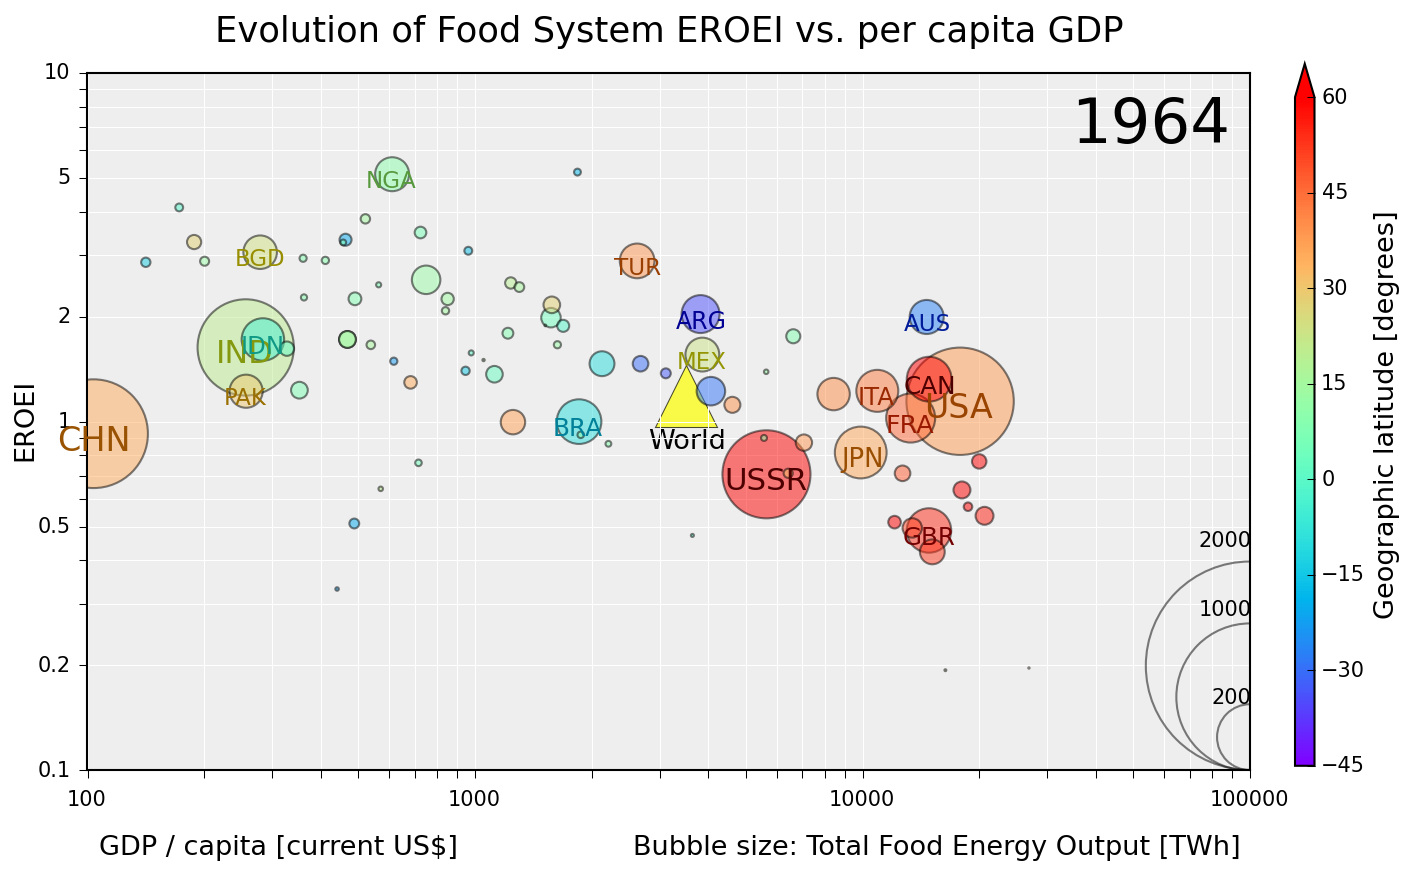 Evolution of Food System EROEI vs. per capita GDP
1964
10
5
2
1
0.5
0.2
0.1
EROEI
NGA
BGD
TUR
ARG
AUS
IND
IDN
MEX
PAK
CAN
ITA
USA
BRA
FRA
CHN
World
JPN
USSR
GBR
2000
1000
200
100
1000
10000
100000
GDP / capita [current US$]
Bubble size: Total Food Energy Output [TWh]
60
45
30
15
0
−15
−30
−45
Geographic latitude [degrees]